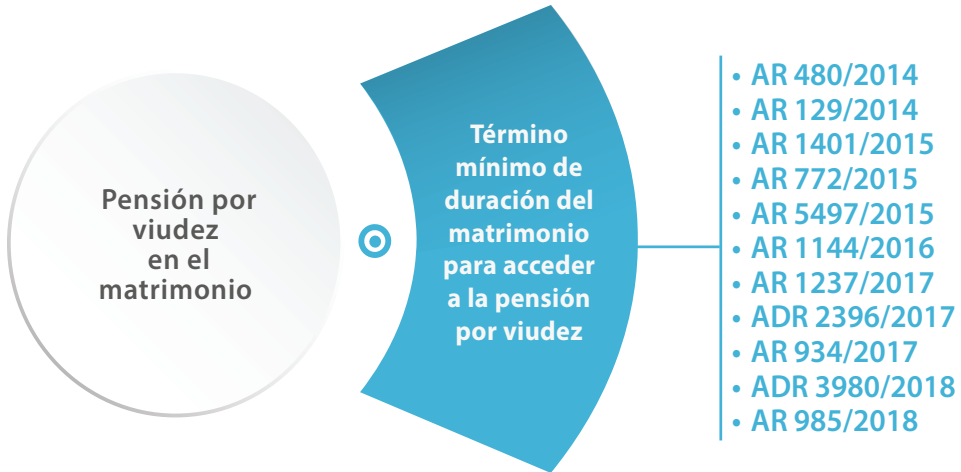 Pensión por
viudez
en el
matrimonio
Término
mínimo de
duración del
matrimonio
para acceder
a la pensión
por viudez
• AR 480/2014
• AR 129/2014
• AR 1401/2015
• AR 772/2015
• AR 5497/2015
• AR 1144/2016
• AR 1237/2017
• ADR 2396/2017
• AR 934/2017
• ADR 3980/2018
• AR 985/2018